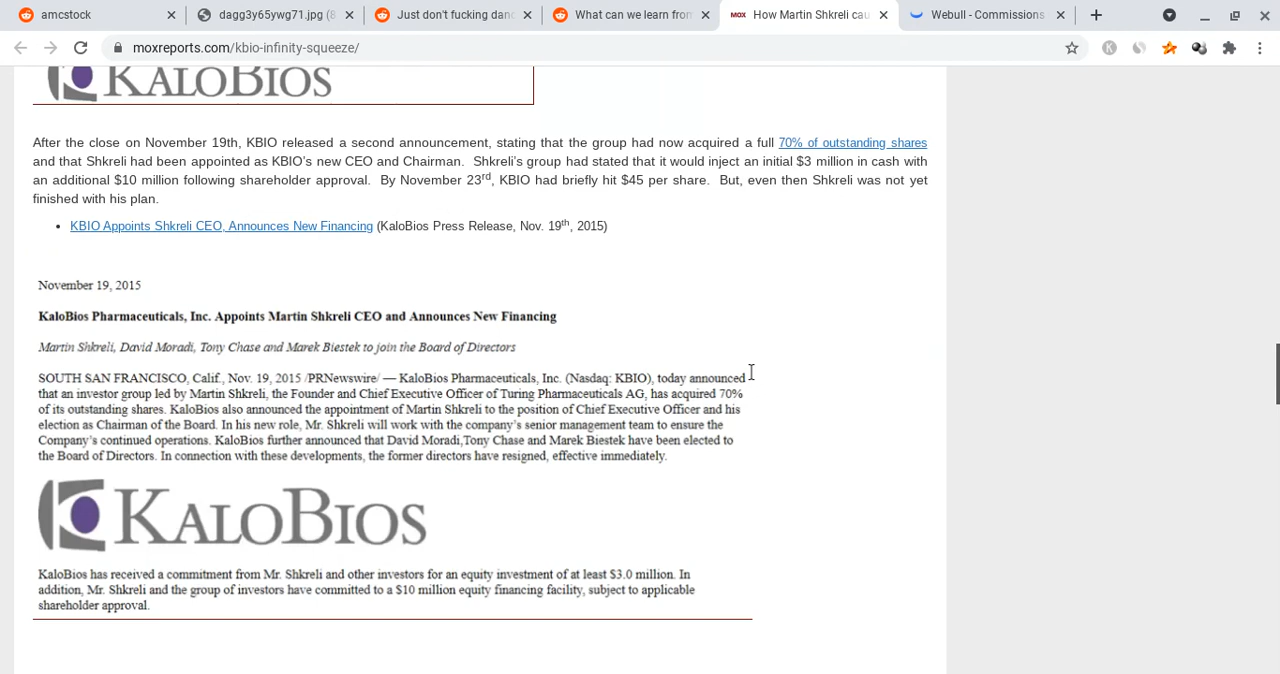 amcstock
dagg3y65ywg71.jpg (8
Just don't fucking danc
What can we learn from
MOX
How Martin Shkreli cau
Webull - Commissions
moxreports.com/kbio-infinity-squeeze/
KALOBIOS
After the close on November 19th, KBIO released a second announcement, stating that the group had now acquired a full 70% of outstanding shares
and that Shkreli had been appointed as KBIO's new CEO and Chairman. Shkreli's group had stated that it would inject an initial $3 million in cash with
an additional $10 million following shareholder approval. By November 23rd, KBIO had briefly hit $45 per share. But, even then Shkreli was not yet
finished with his plan.
• KBIO Appoints Shkreli CEO, Announces New Financing (KaloBios Press Release, Nov. 19th, 2015)
November 19, 2015
KaloBios Pharmaceuticals, Inc. Appoints Martin Shkreli CEO and Announces New Financing
Martin Shkreli, David Moradi, Tony Chase and Marek Biestek to join the Board of Directors
SOUTH SAN FRANCISCO, Calif., Nov. 19, 2015 /PRNewswire/ — KaloBios Pharmaceuticals, Inc. (Nasdaq: KBIO), today announced
that an investor group led by Martin Shkreli, the Founder and Chief Executive Officer of Turing Pharmaceuticals AG, has acquired 70%
of its outstanding shares. KaloBios also announced the appointment of Martin Shkreli to the position of Chief Executive Officer and his
election as Chairman of the Board. In his new role, Mr. Shkreli will work with the company's senior management team to ensure the
Company's continued operations. KaloBios further announced that David Moradi,Tony Chase and Marek Biestek have been elected to
the Board of Directors. In connection with these developments, the former directors have resigned, effective immediately.
KALOBIOS
KaloBios has received a commitment from Mr. Shkreli and other investors for an equity investment of at least $3.0 million. In
addition, Mr. Shkreli and the group of investors have committed to a $10 million equity financing facility, subject to applicable
shareholder approval.